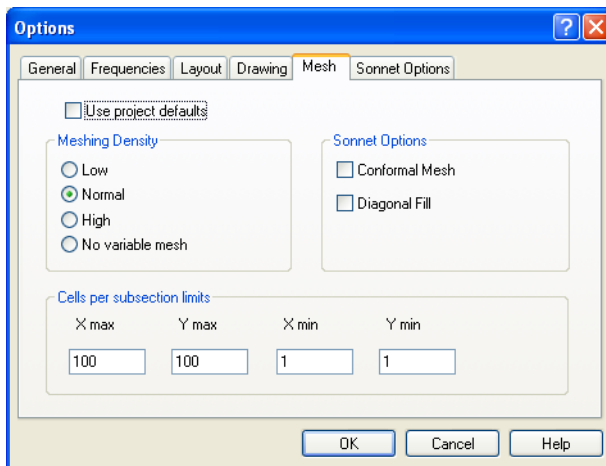 Options
General Frequencies Layout Drawing Mesh Sonnet Options
Use project defaults
Meshing Density
Low
Normal
High
No variable mesh
Sonnet Options
Conformal Mesh
Diagonal Fill
Cells per subsection limits
X max Y max X min Y min
100 100 1 1
OK Cancel Help